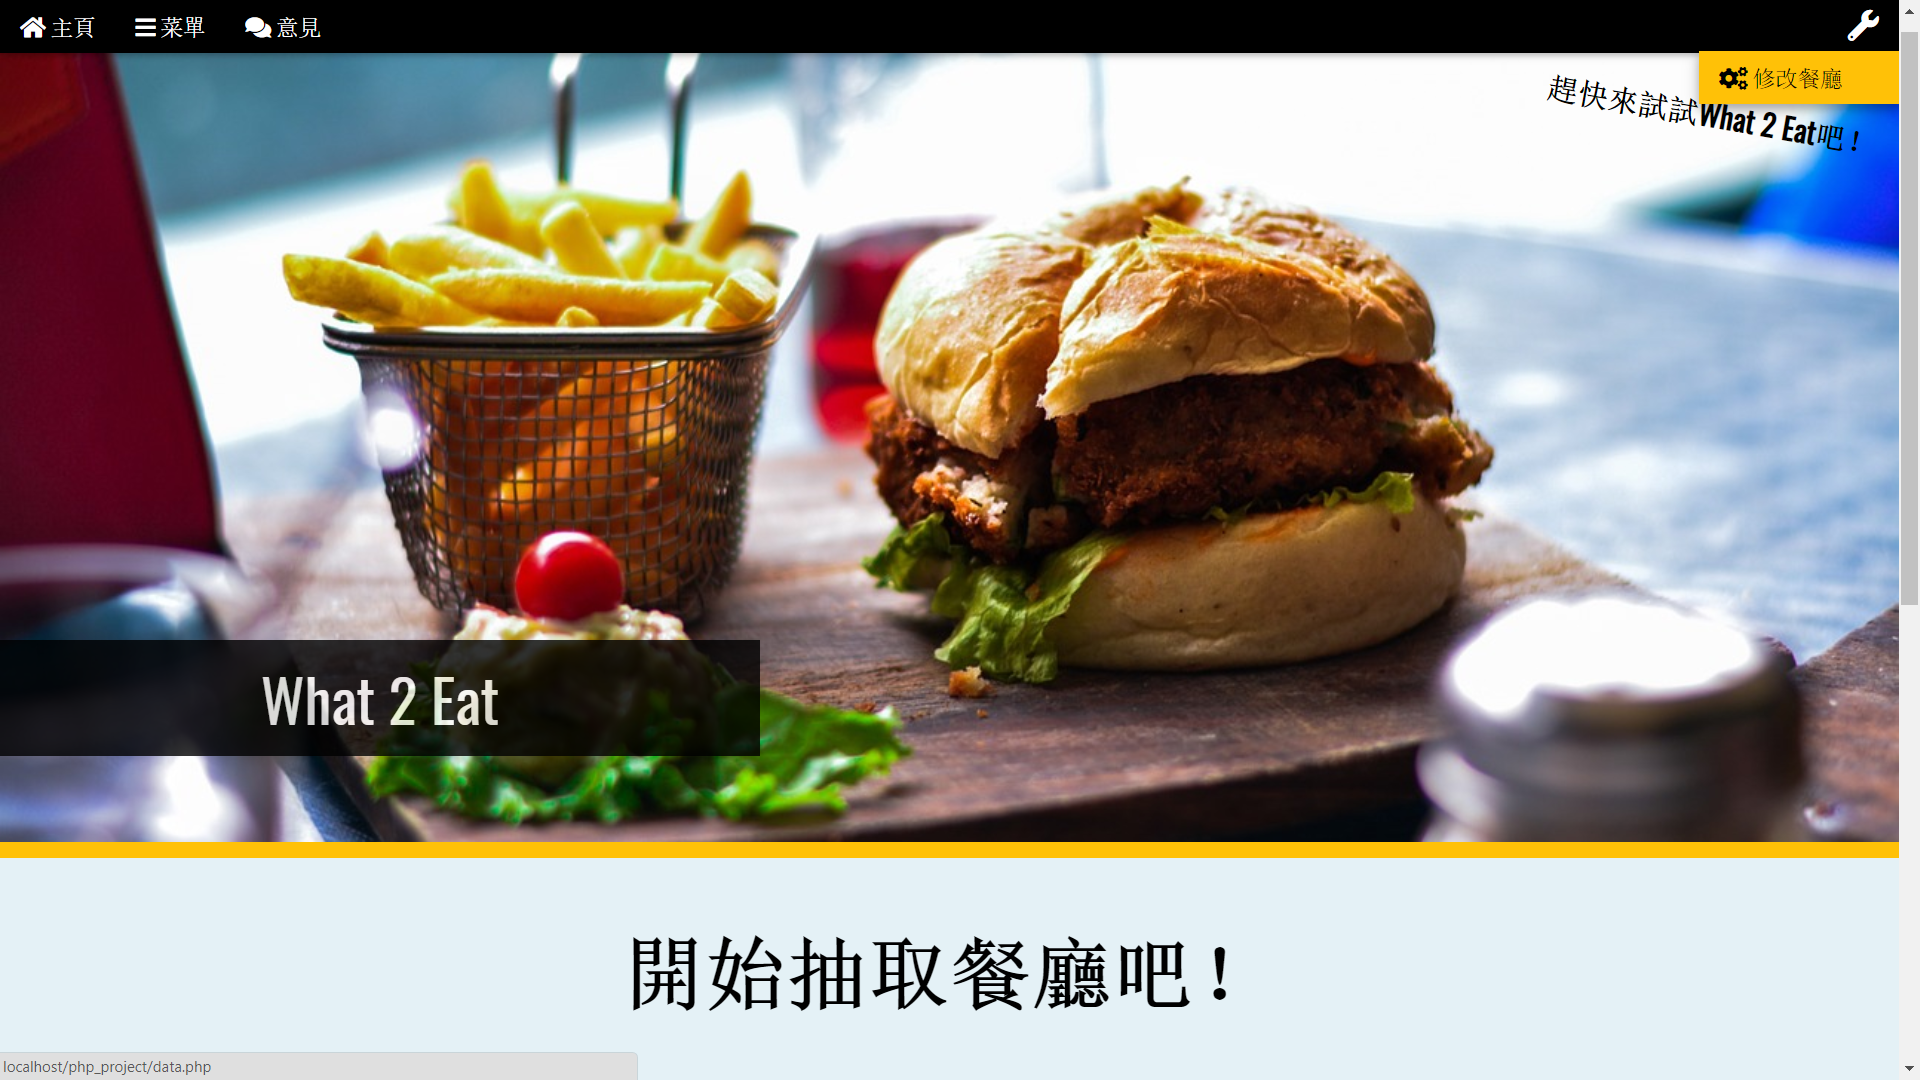 主頁 菜單 意見
修改餐廳
趕快來試試What 2 Eat吧!
What 2 Eat
開始抽取餐廳吧!
localhost/php_project/data.php